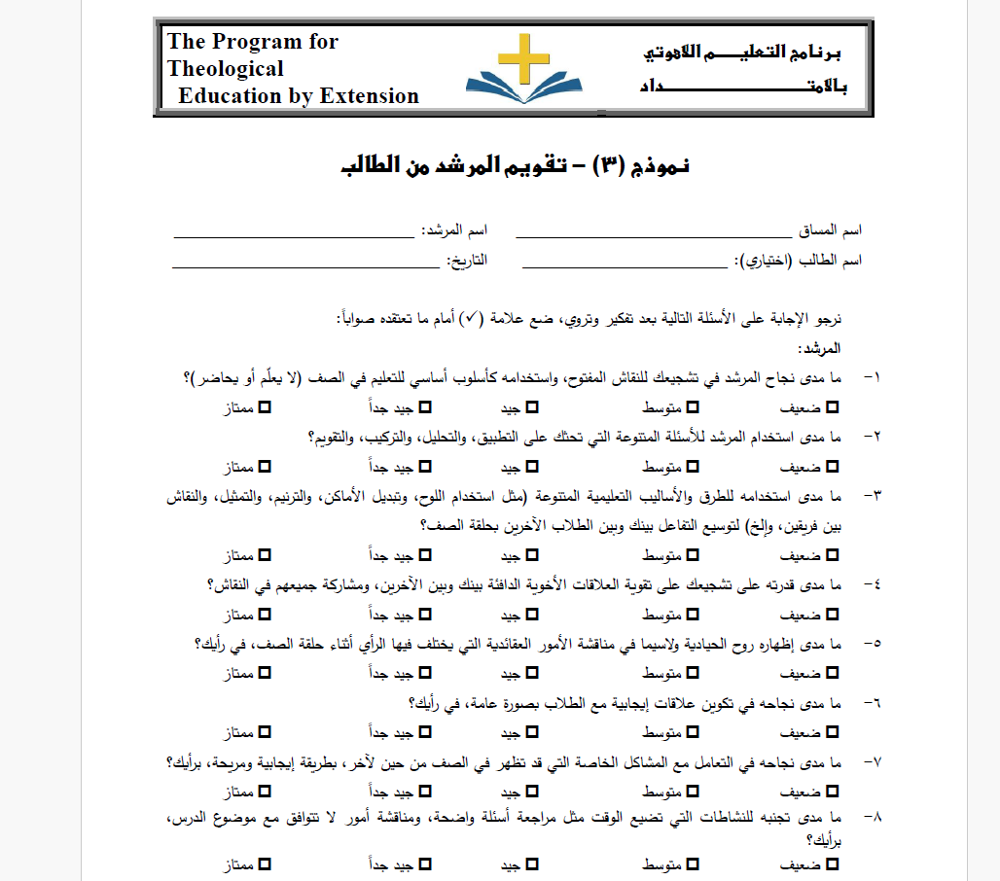 The Program for
Theological
Education by Extension
برنامج التعليـــم اللاهوتي
بالامتـــــــــــــــــــداد
نموذج (٣) – تقويم المرشد من الطالب
اسم المساق ______________________________ اسم المرشد: __________________________
اسم الطالب (اختياري): ______________________ التاريخ: _____________________________
نرجو الإجابة على الأسئلة التالية بعد تفكير وتروي، ضع علامة (✓) أمام ما تعتقده صواباً:
المرشد:
١- ما مدى نجاح المرشد في تشجيعك للنقاش المفتوح، واستخدامه كأسلوب أساسي للتعليم في الصف (لا يعلّم أو يحاضر)؟
□ ضعيف □ متوسط □ جيد □ جيد جداً □ ممتاز
٢- ما مدى استخدام المرشد للأسئلة المتنوعة التي تحثك على التطبيق، والتحليل، والتركيب، والتقويم؟
□ ضعيف □ متوسط □ جيد □ جيد جداً □ ممتاز
٣- ما مدى استخدامه للطرق والأساليب التعليمية المتنوعة (مثل استخدام اللوح، وتبديل الأماكن، والترنيم، والتمثيل، والنقاش
بين فريقين، وإلخ) لتوسيع التفاعل بينك وبين الطلاب الآخرين بحلقة الصف؟
□ ضعيف □ متوسط □ جيد □ جيد جداً □ ممتاز
٤- ما مدى قدرته على تشجيعك على تقوية العلاقات الأخوية الدافئة بينك وبين الآخرين، ومشاركة جميعهم في النقاش؟
□ ضعيف □ متوسط □ جيد □ جيد جداً □ ممتاز
٥- ما مدى إظهاره روح الحيادية ولاسيما في مناقشة الأمور العقائدية التي يختلف فيها الرأي أثناء حلقة الصف، في رأيك؟
□ ضعيف □ متوسط □ جيد □ جيد جداً □ ممتاز
٦- ما مدى نجاحه في تكوين علاقات إيجابية مع الطلاب بصورة عامة، في رأيك؟
□ ضعيف □ متوسط □ جيد □ جيد جداً □ ممتاز
٧- ما مدى نجاحه في التعامل مع المشاكل الخاصة التي قد تظهر في الصف من حين لآخر، بطريقة إيجابية ومريحة، برأيك؟
□ ضعيف □ متوسط □ جيد □ جيد جداً □ ممتاز
٨- ما مدى تجنبه للنشاطات التي تضيع الوقت مثل مراجعة أسئلة واضحة، ومناقشة أمور لا تتوافق مع موضوع الدرس،
برأيك؟
□ ضعيف □ متوسط □ جيد □ جيد جداً □ ممتاز